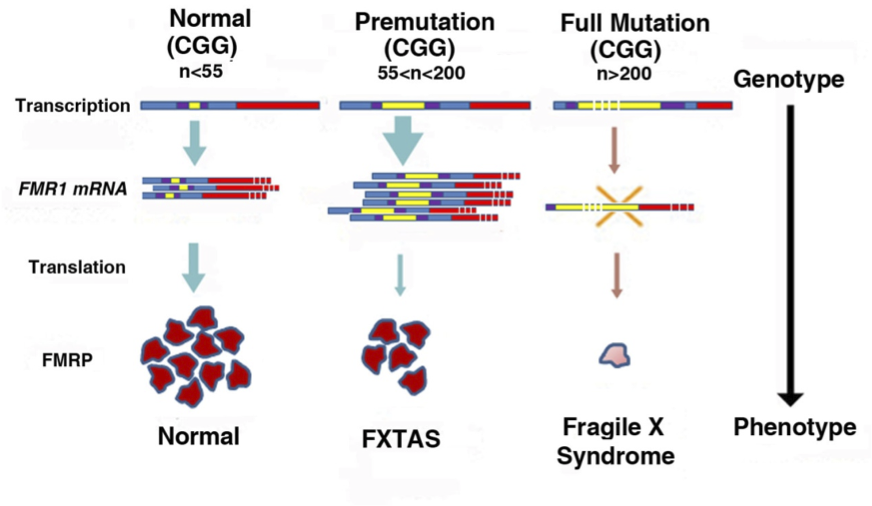 Normal
(CGG)
n<55
Premutation
(CGG)
55<n<200
Full Mutation
(CGG)
n>200
Genotype
Transcription
FMR1 mRNA
Translation
FMRP
Normal
FXTAS
Fragile X
Syndrome
Phenotype